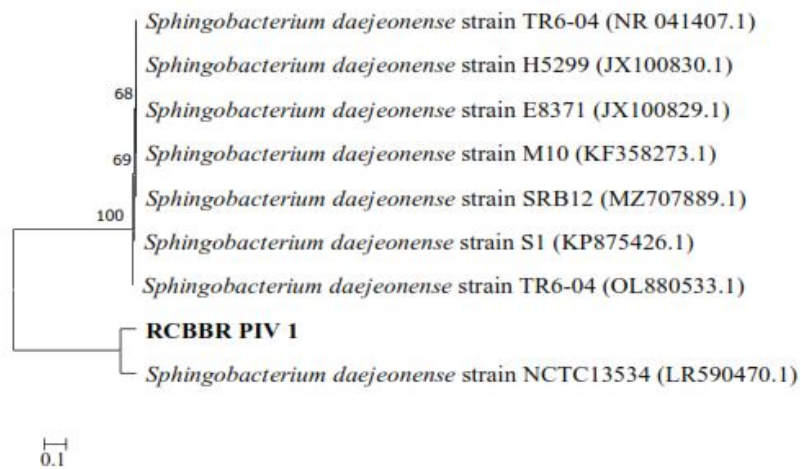 Sphingobacterium daejeonense strain TR6-04 (NR 041407.1)
Sphingobacterium daejeonense strain H5299 (JX100830.1)
68
Sphingobacterium daejeonense strain E8371 (JX100829.1)
Sphingobacterium daejeonense strain M10 (KF358273.1)
69
Sphingobacterium daejeonense strain SRB12 (MZ707889.1)
100
Sphingobacterium daejeonense strain S1 (KP875426.1)
Sphingobacterium daejeonense strain TR6-04 (OL880533.1)
RCBBR PIV 1
Sphingobacterium daejeonense strain NCTC13534 (LR590470.1)
0.1